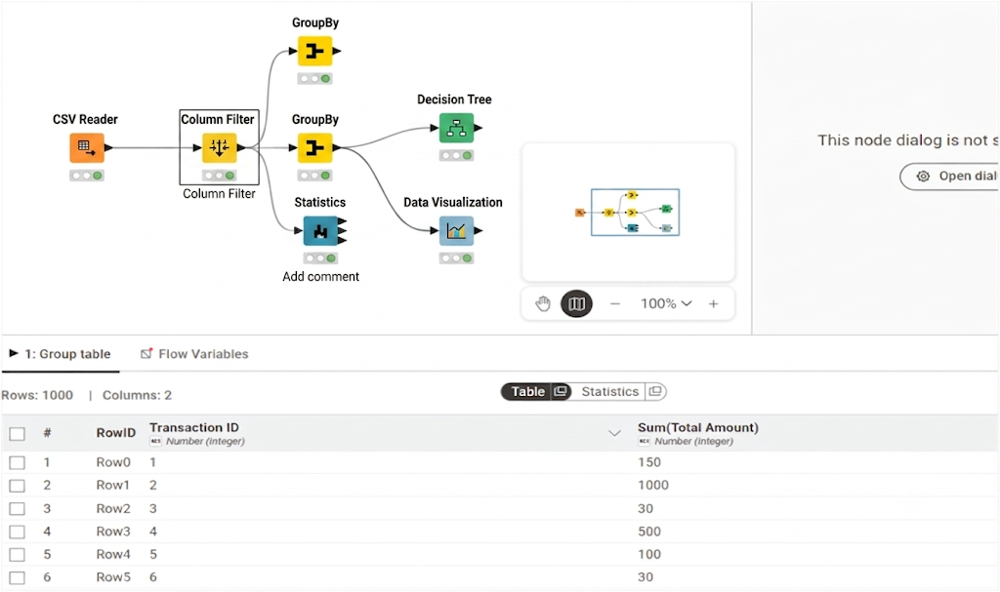 GroupBy
CSV Reader
Column Filter
Column Filter
GroupBy
Decision Tree
Statistics
Add comment
Data Visualization
100%
This node dialog is not s
Open dial
1: Group table
Flow Variables
Rows: 1000 | Columns: 2
Table
Statistics
# RowID Transaction ID Sum(Total Amount)
Number (Integer) Number (Integer)
1 Row0 1 150
2 Row1 2 1000
3 Row2 3 30
4 Row3 4 500
5 Row4 5 100
6 Row5 6 30